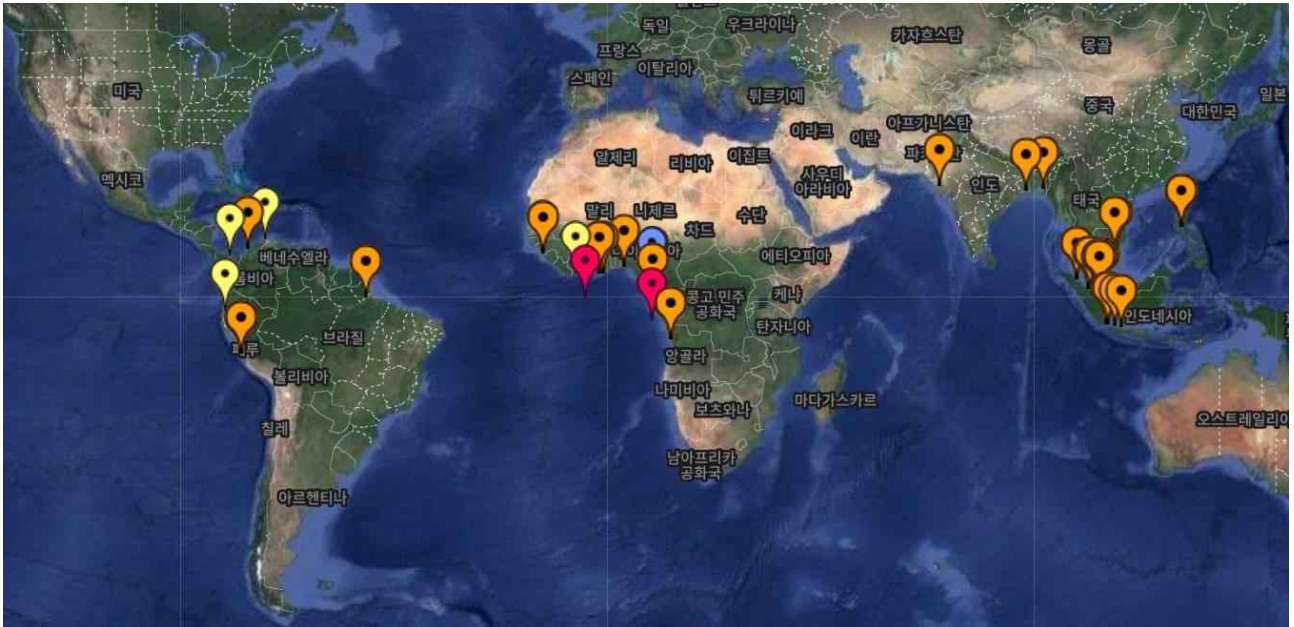 독일
우크라이나
카자흐스탄
몽골
프랑스
이탈리아
스페인
튀르키예
미국
중국
대한민국
일본
아프가니스탄
이라크
이란
알제리
리비아
이집트
사우디
아라비아
인도
멕시코
태국
말리
니제르
수단
차드
베네수엘라
에티오피아
콩고 민주
공화국
케냐
인도네시아
탄자니아
브라질
페루
앙골라
볼리비아
나미비아
보츠와나
마다가스카르
오스트레일리아
칠레
남아프리카
공화국
아르헨티나